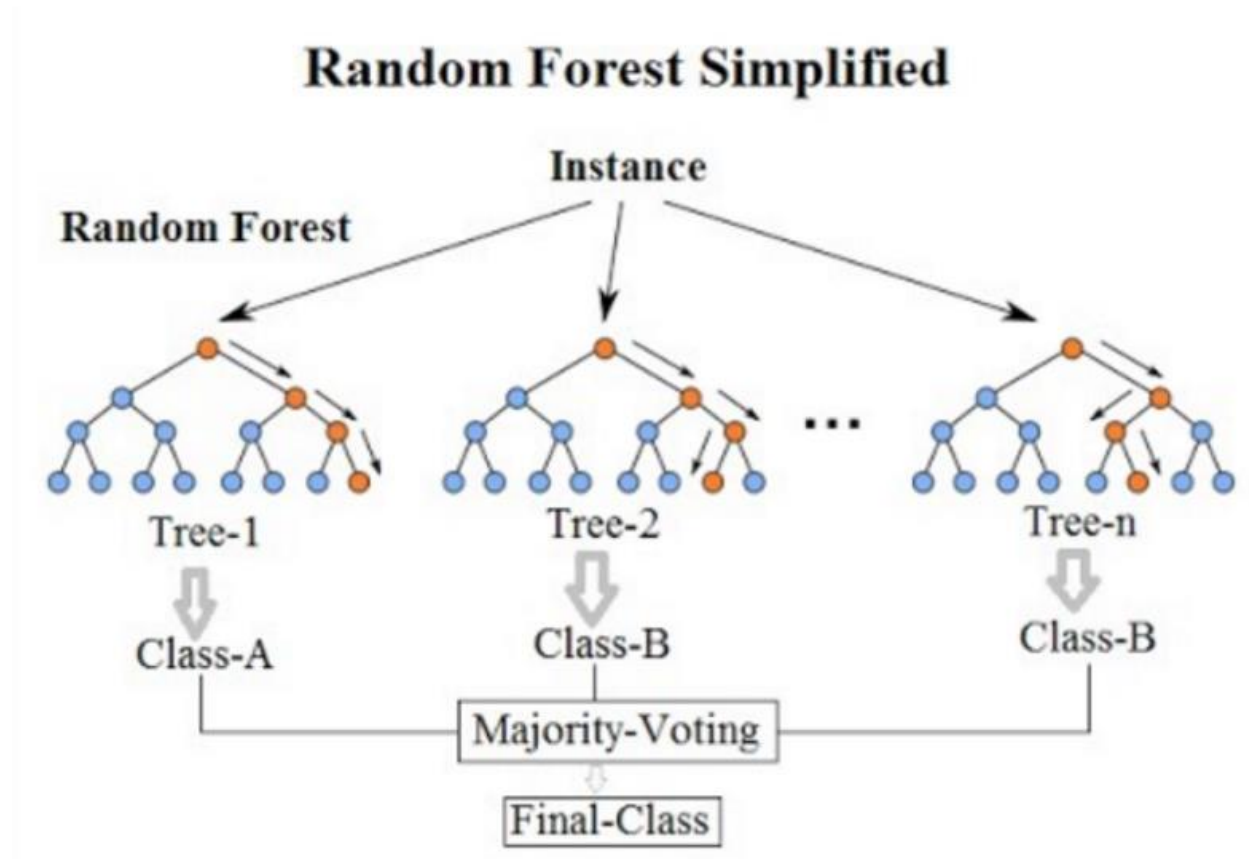 Random Forest Simplified
Instance
Random Forest
...
Tree-1
Tree-2
Tree-n
Class-A
Class-B
Class-B
Majority-Voting
Final-Class